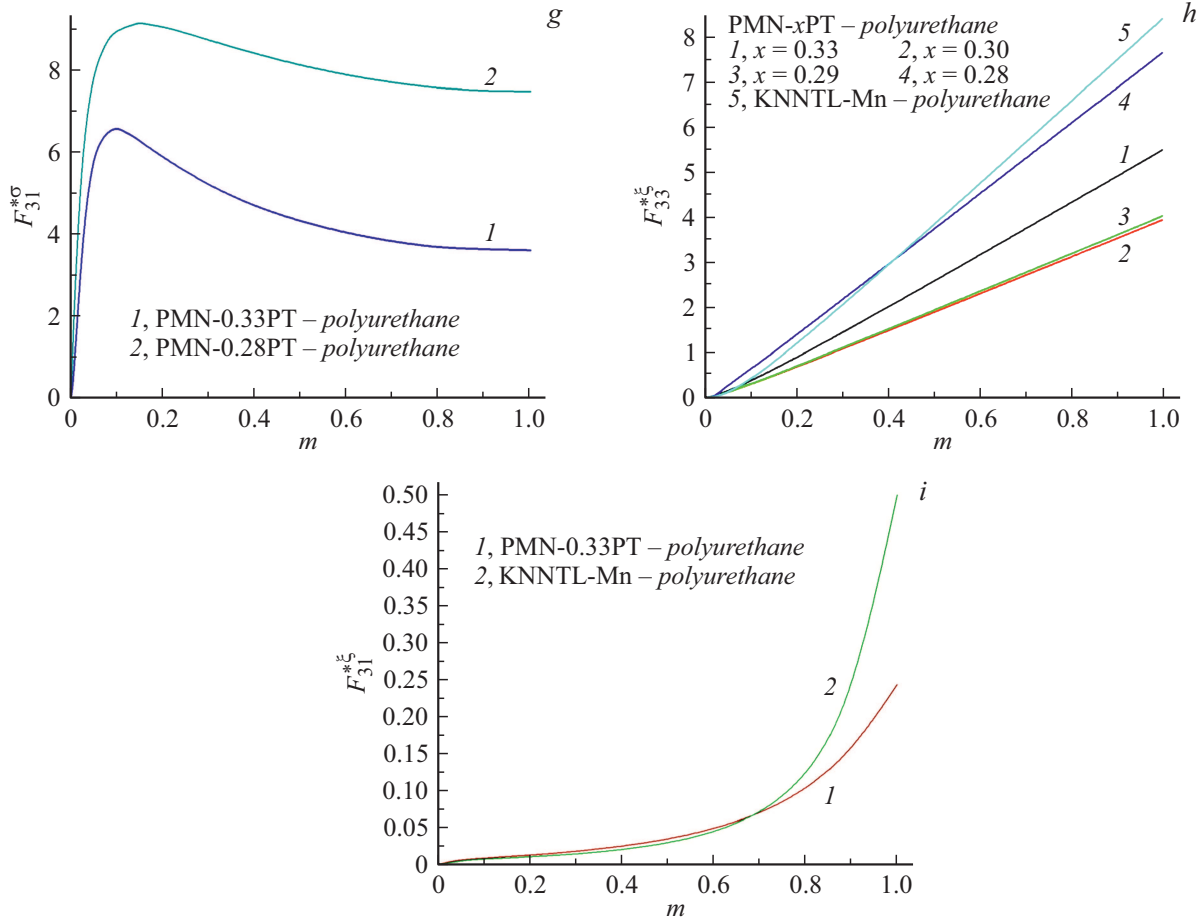 g
10
8
6
4
2
0
F*σ31
2
1
1, PMN-0.33PT – polyurethane
2, PMN-0.28PT – polyurethane
0 0.2 0.4 0.6 0.8 1.0
m
h
8
7
6
5
4
3
2
1
0
F*ξ33
PMN-xPT – polyurethane
1, x = 0.33 2, x = 0.30
3, x = 0.29 4, x = 0.28
5, KNNTL-Mn – polyurethane
5
4
1
3
2
0 0.2 0.4 0.6 0.8 1.0
m
i
0.50
0.45
0.40
0.35
0.30
0.25
0.20
0.15
0.10
0.05
0
F*ξ31
1, PMN-0.33PT – polyurethane
2, KNNTL-Mn – polyurethane
2
1
0 0.2 0.4 0.6 0.8 1.0
m